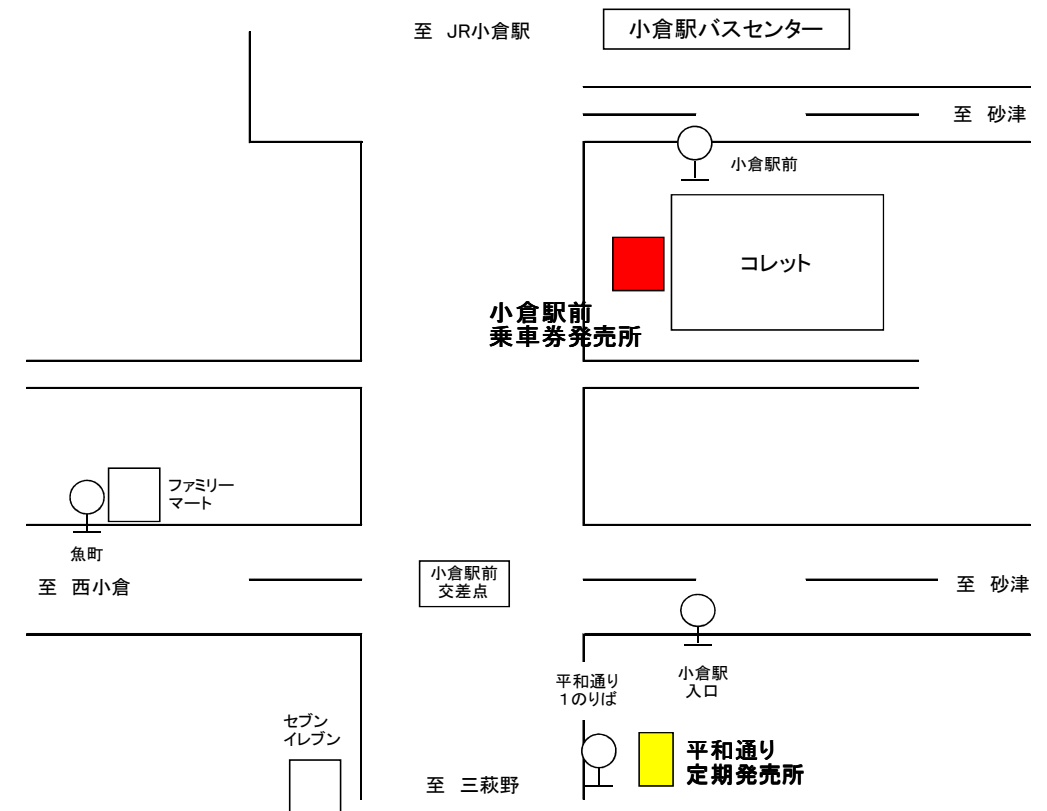 至 JR小倉駅
小倉駅バスセンター
至 砂津
小倉駅前
コレット
小倉駅前
乗車券発売所
ファミリー
マート
魚町
至 西小倉
小倉駅前
交差点
至 砂津
小倉駅
入口
平和通り
1のりば
セブン
イレブン
平和通り
定期発売所
至 三萩野